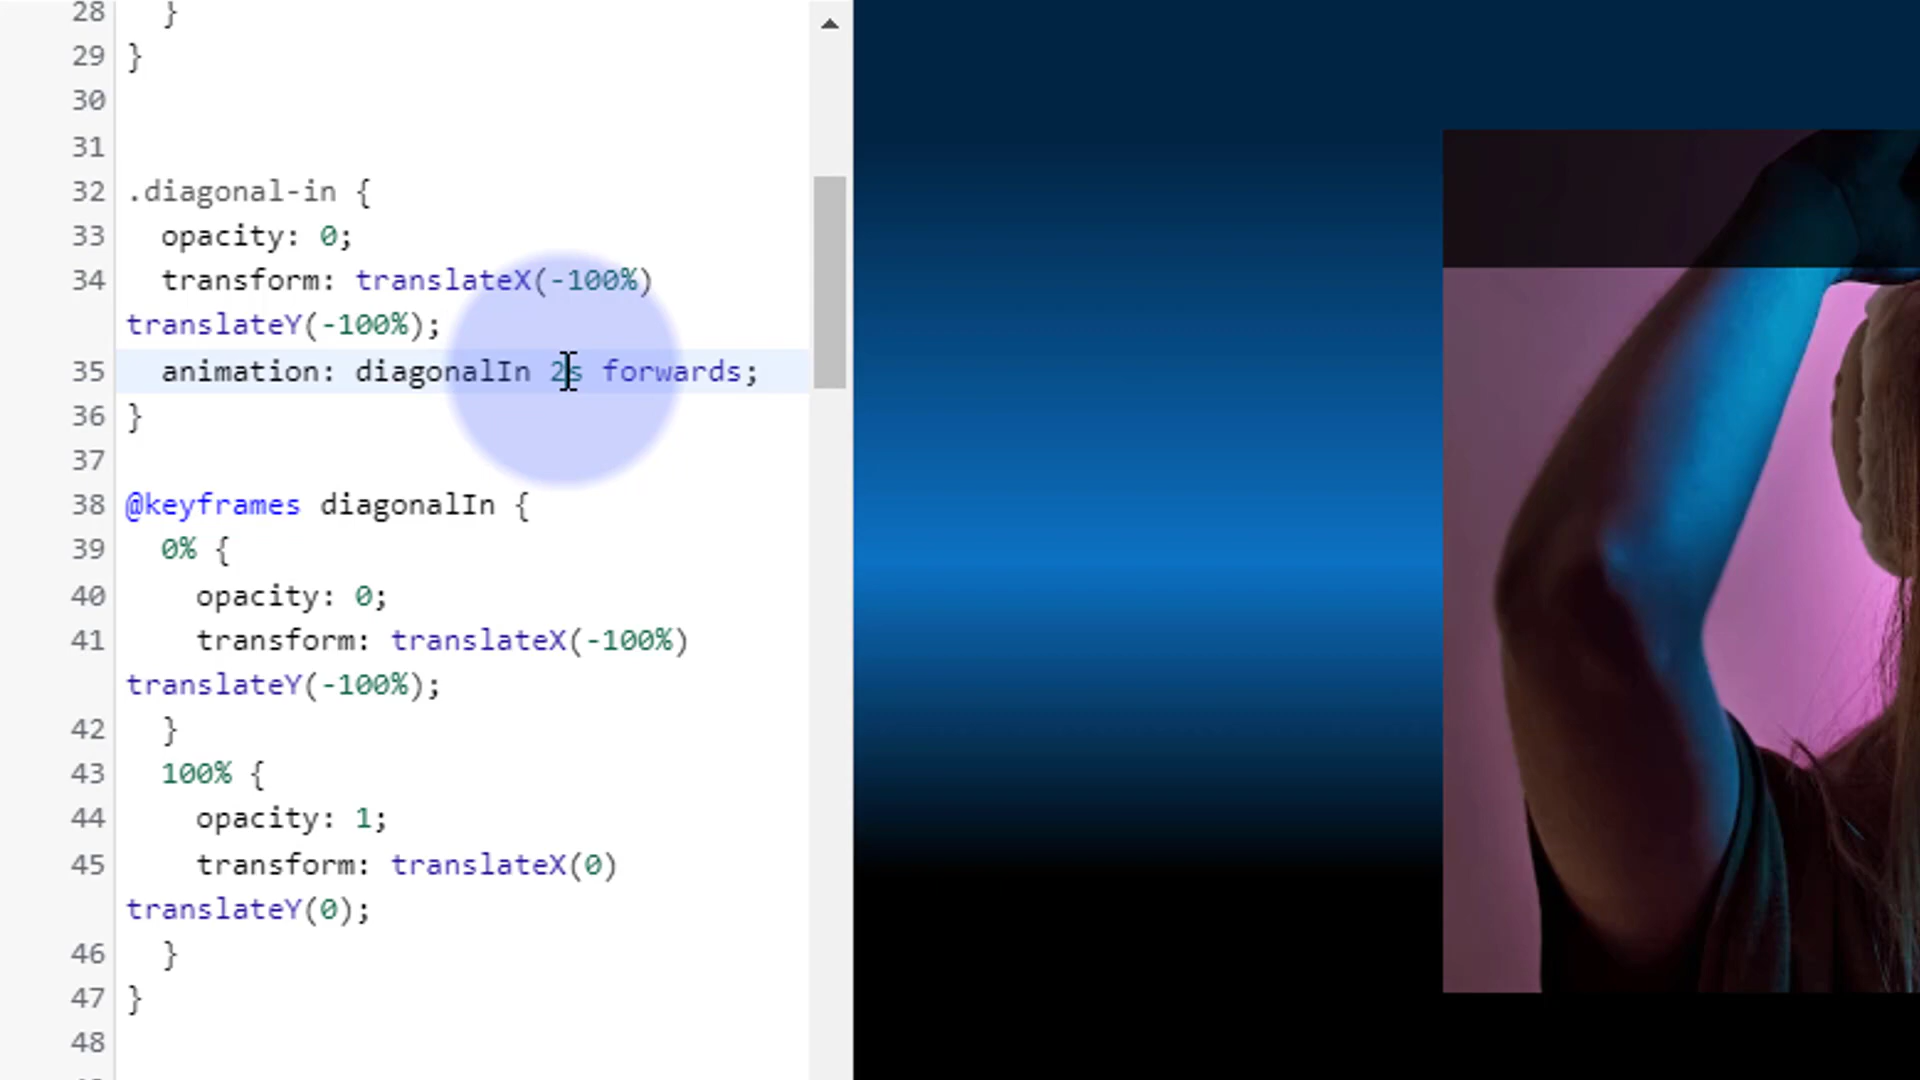 28 }
29 }
30
31
32 .diagonal-in {
33 opacity: 0;
34 transform: translateX(-100%)
translateY(-100%);
35 animation: diagonalIn 2s forwards;
36 }
37
38 @keyframes diagonalIn {
39 0% {
40 opacity: 0;
41 transform: translateX(-100%)
translateY(-100%);
42 }
43 100% {
44 opacity: 1;
45 transform: translateX(0)
translateY(0);
46 }
47 }
48